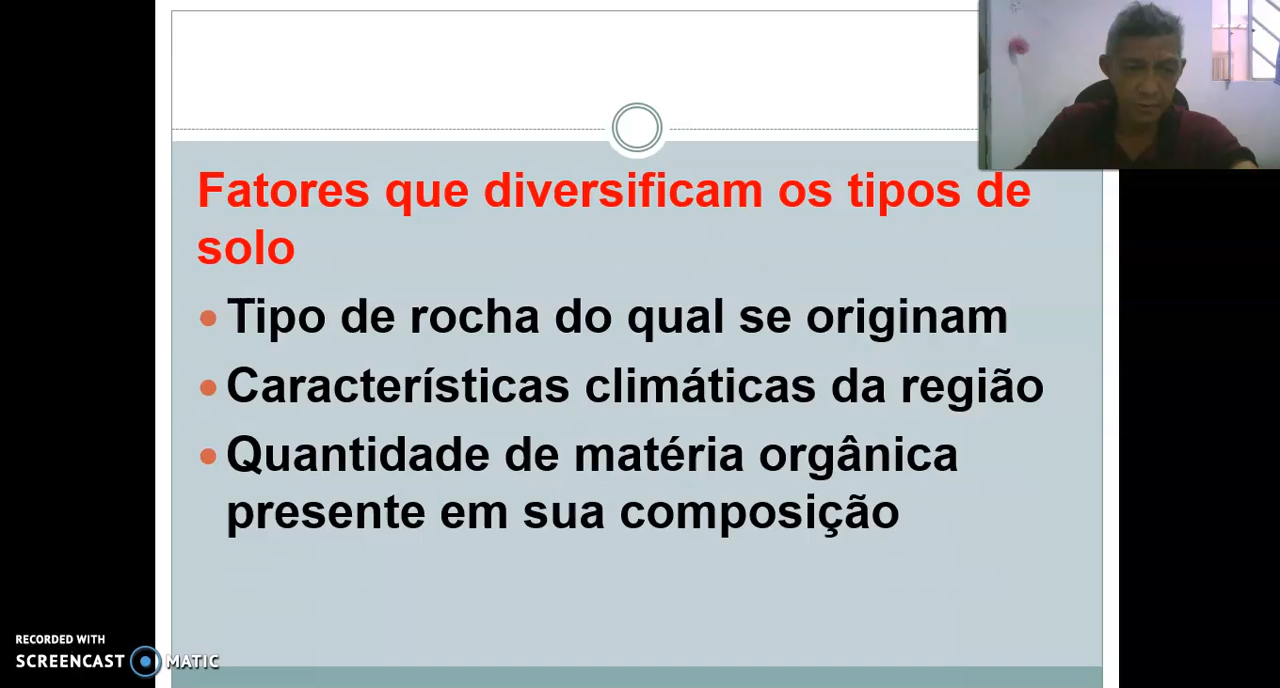 Fatores que diversificam os tipos de
solo
Tipo de rocha do qual se originam
Características climáticas da região
Quantidade de matéria orgânica
presente em sua composição
RECORDED WITH
SCREENCAST MATIC